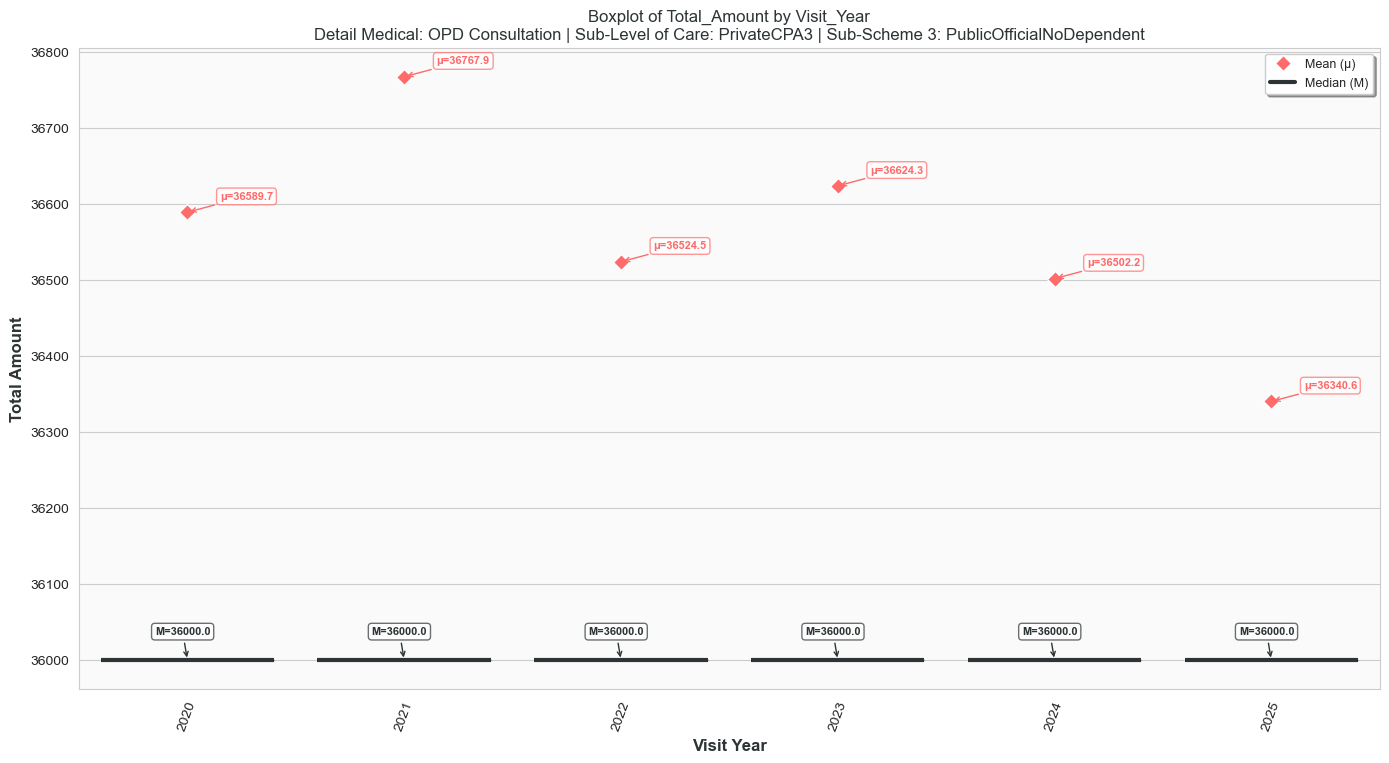 Boxplot of Total_Amount by Visit_Year
Detail Medical: OPD Consultation | Sub-Level of Care: PrivateCPA3 | Sub-Scheme 3: PublicOfficialNoDependent
Mean (μ)
Median (M)
Total Amount
36800
36700
36600
36500
36400
36300
36200
36100
36000
μ=36589.7
μ=36767.9
μ=36524.5
μ=36624.3
μ=36502.2
μ=36340.6
M=36000.0
M=36000.0
M=36000.0
M=36000.0
M=36000.0
M=36000.0
2020
2021
2022
2023
2024
2025
Visit Year